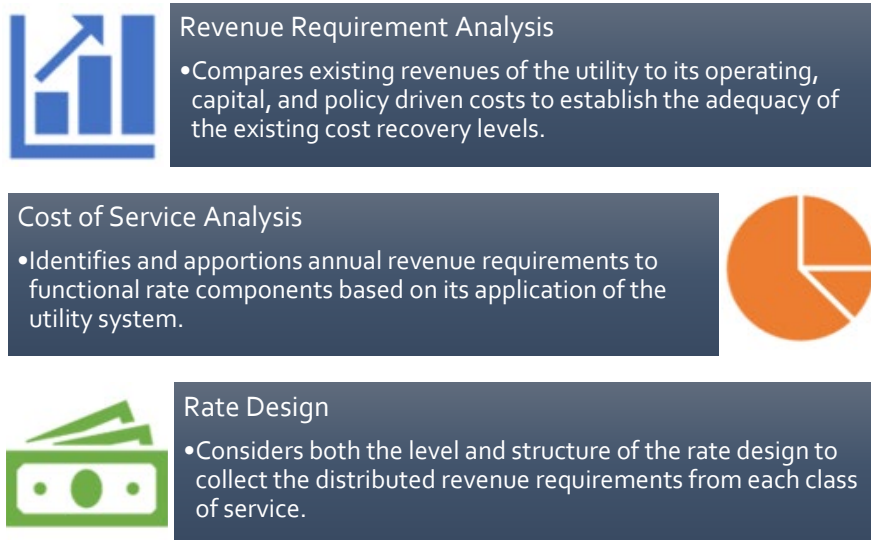 Revenue Requirement Analysis
•Compares existing revenues of the utility to its operating,
capital, and policy driven costs to establish the adequacy of
the existing cost recovery levels.
Cost of Service Analysis
•Identifies and apportions annual revenue requirements to
functional rate components based on its application of the
utility system.
Rate Design
•Considers both the level and structure of the rate design to
collect the distributed revenue requirements from each class
of service.